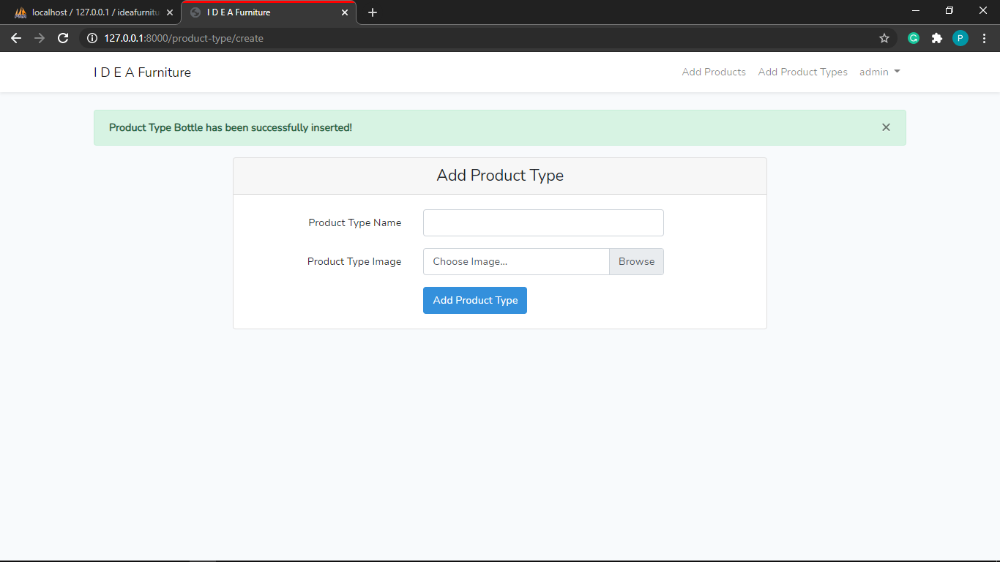 localhost / 127.0.0.1 / ideafurnitu
I D E A Furniture
127.0.0.1:8000/product-type/create
G
P
I D E A Furniture
Add Products
Add Product Types
admin
Product Type Bottle has been successfully inserted!
Add Product Type
Product Type Name
Product Type Image
Choose Image...
Browse
Add Product Type